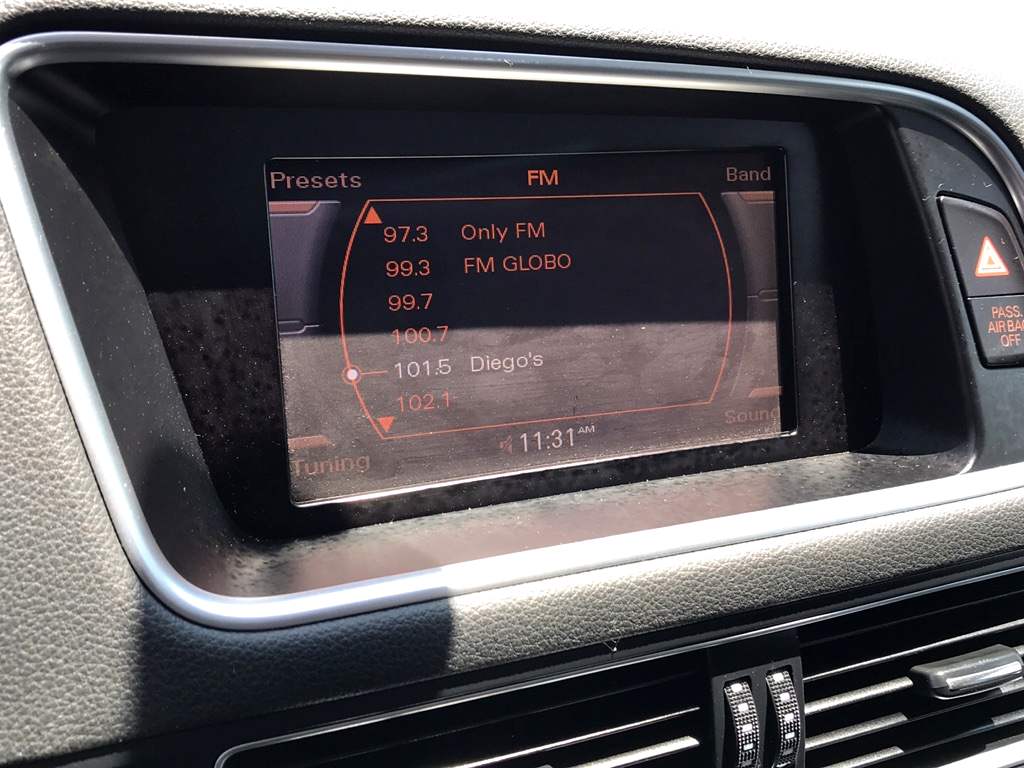 Presets FM Band
97.3 Only FM
99.3 FM GLOBO
99.7
100.7
101.5 Diego's
102.1
Tuning Sound
11:31 AM
PASS.
AIR BAG
OFF